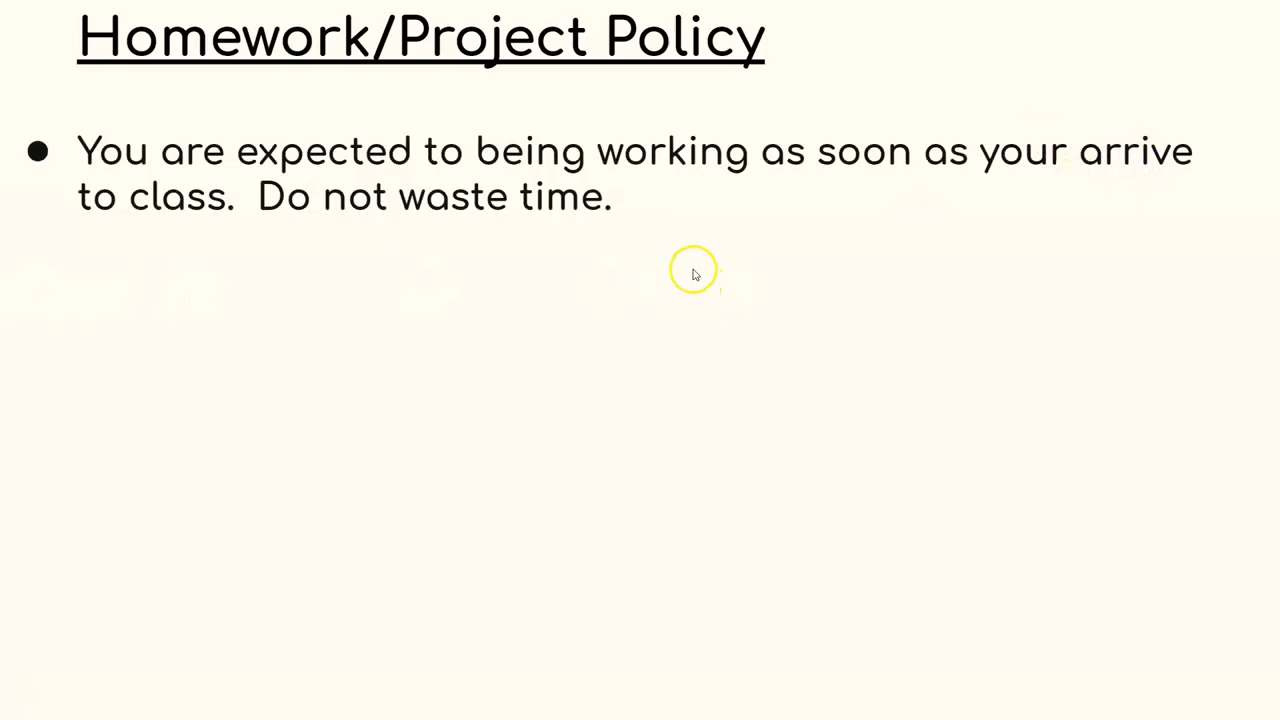 Homework/Project Policy
● You are expected to being working as soon as your arrive
to class.  Do not waste time.